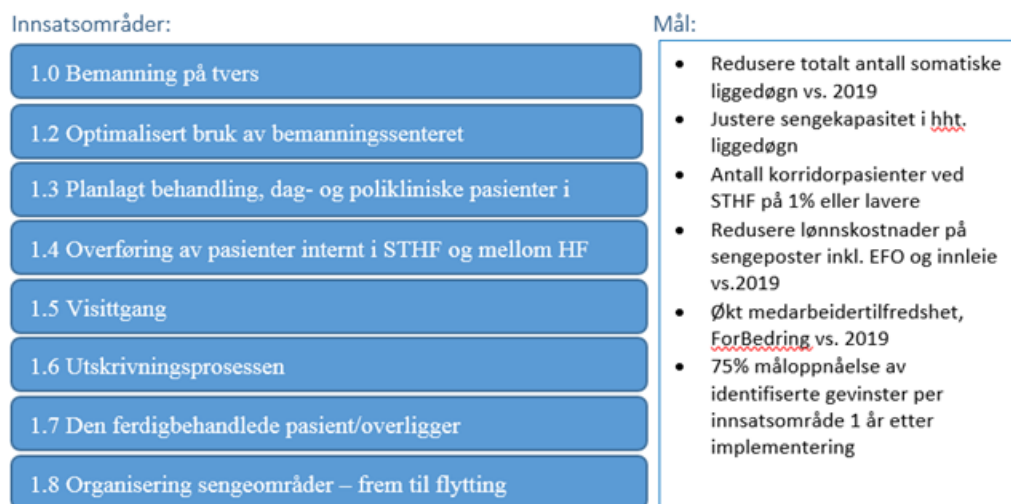 Innsatsområder:
1.0 Bemanning på tvers
1.2 Optimalisert bruk av bemanningssenteret
1.3 Planlagt behandling, dag- og polikliniske pasienter i
1.4 Overføring av pasienter internt i STHF og mellom HF
1.5 Visittgang
1.6 Utskrivningsprosessen
1.7 Den ferdigbehandlede pasient/overligger
1.8 Organisering sengeområder – frem til flytting
Mål:
• Redusere totalt antall somatiske
liggedøgn vs. 2019
• Justere sengekapasitet i hht.
liggedøgn
• Antall korridorpasienter ved
STHF på 1% eller lavere
• Redusere lønnskostnader på
sengeposter inkl. EFO og innleie
vs.2019
• Økt medarbeidertilfredshet,
ForBedring vs. 2019
• 75% måloppnåelse av
identifiserte gevinster per
innsatsområde 1 år etter
implementering